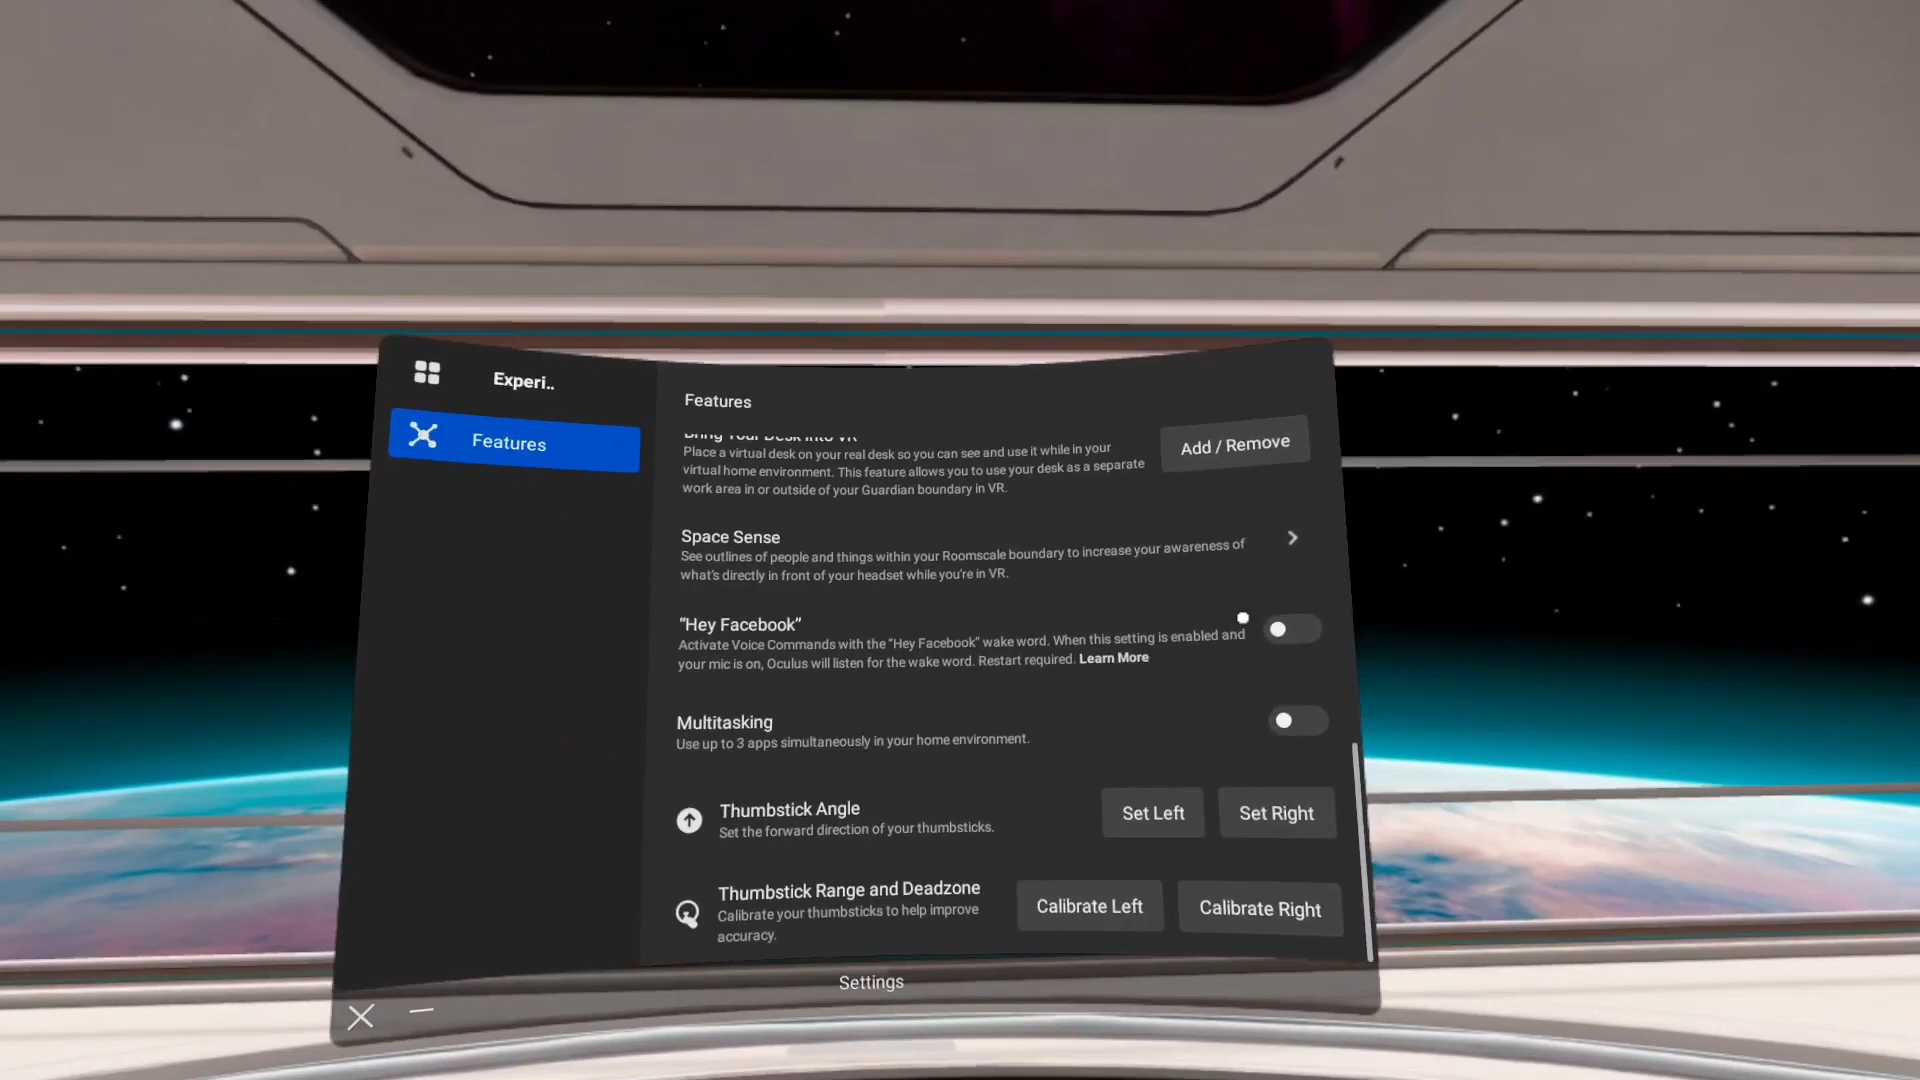 Experi..
Features
Features
Bring Your Desk into VR
Place a virtual desk on your real desk so you can see and use it while in your
virtual home environment. This feature allows you to use your desk as a separate
work area in or outside of your Guardian boundary in VR.
Add / Remove
Space Sense
See outlines of people and things within your Roomscale boundary to increase your awareness of
what's directly in front of your headset while you're in VR.
“Hey Facebook”
Activate Voice Commands with the “Hey Facebook” wake word. When this setting is enabled and
your mic is on, Oculus will listen for the wake word. Restart required. Learn More
Multitasking
Use up to 3 apps simultaneously in your home environment.
Thumbstick Angle
Set the forward direction of your thumbsticks.
Set Left
Set Right
Thumbstick Range and Deadzone
Calibrate your thumbsticks to help improve
accuracy.
Calibrate Left
Calibrate Right
Settings